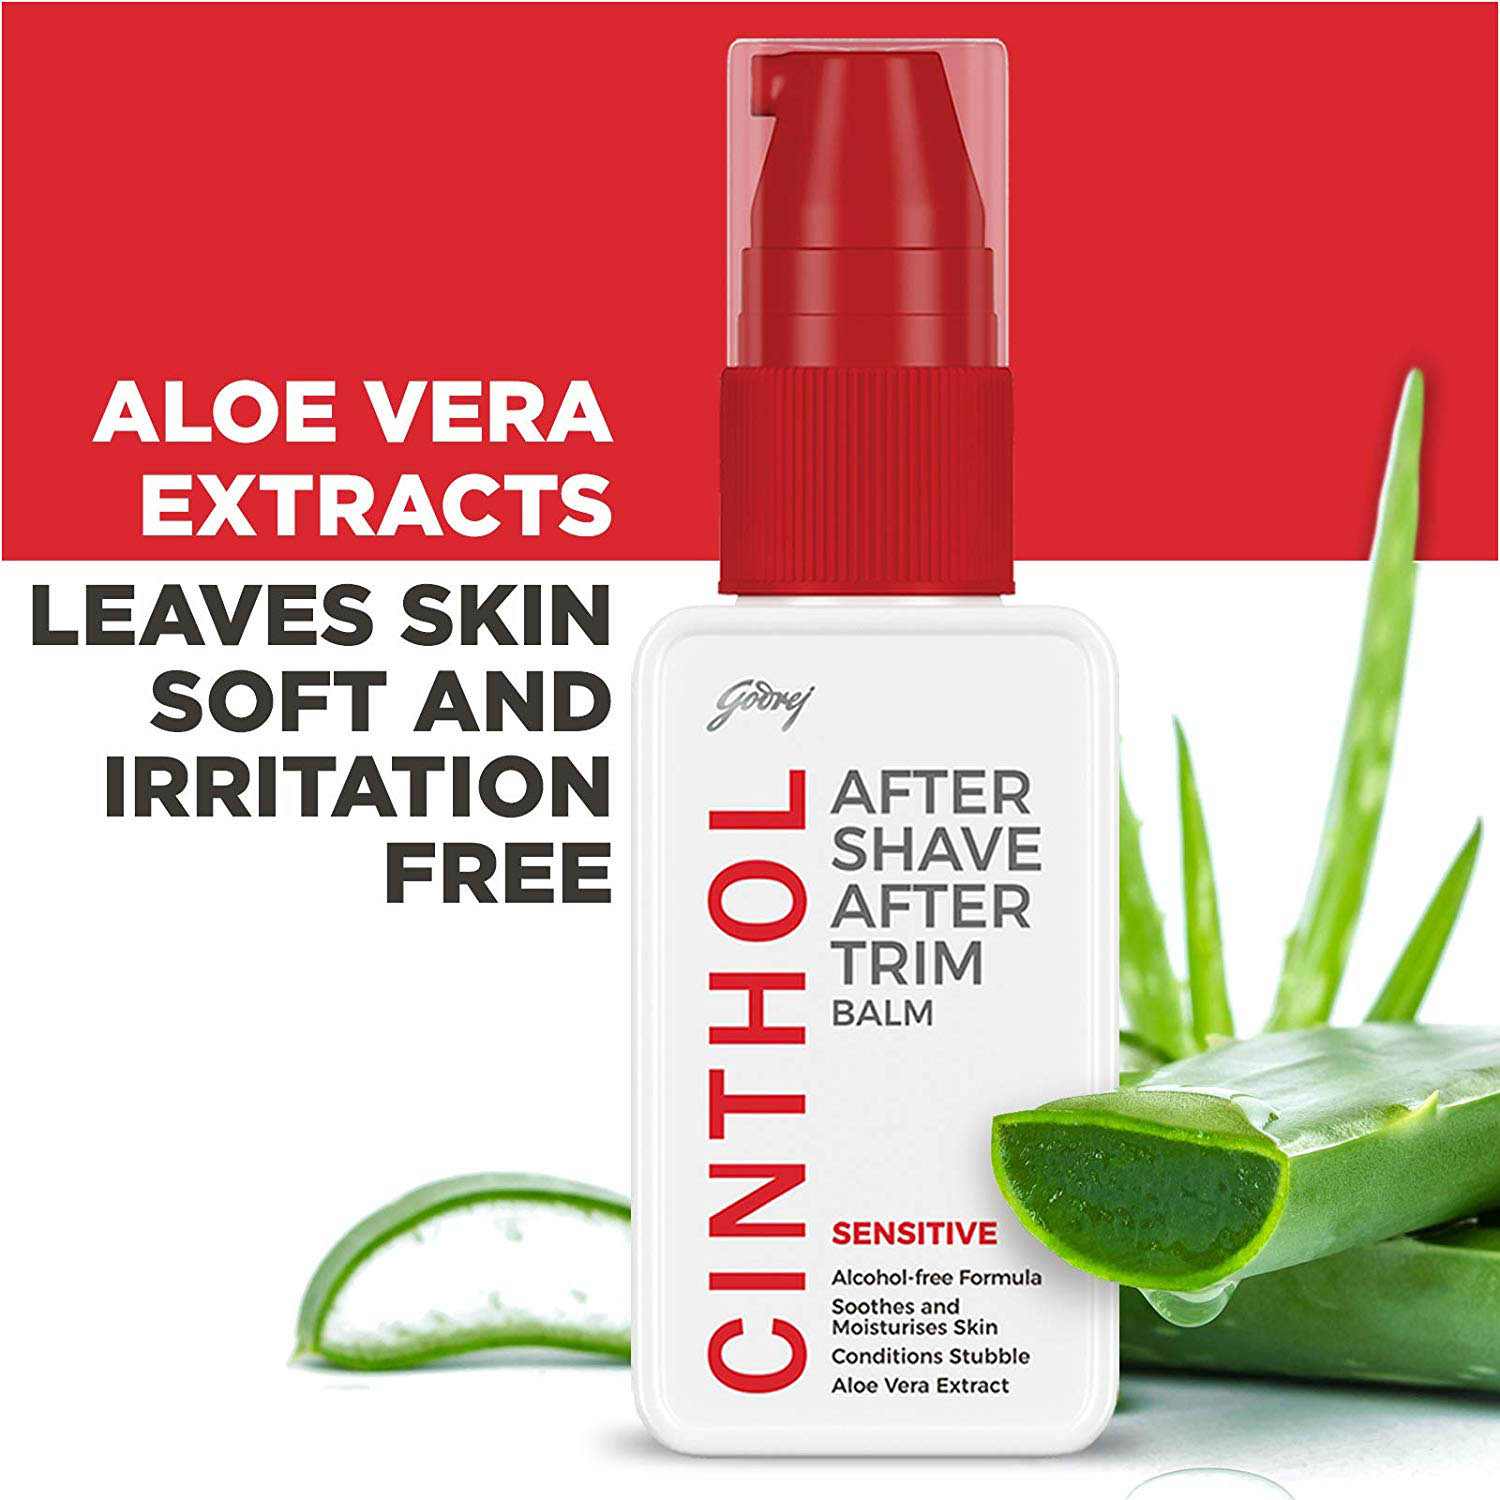 ALOE VERA
EXTRACTS
LEAVES SKIN
SOFT AND
IRRITATION
FREE
Godrej
CINTHOL
AFTER
SHAVE
AFTER
TRIM
BALM
SENSITIVE
Alcohol-free Formula
Soothes and
Moisturises Skin
Conditions Stubble
Aloe Vera Extract